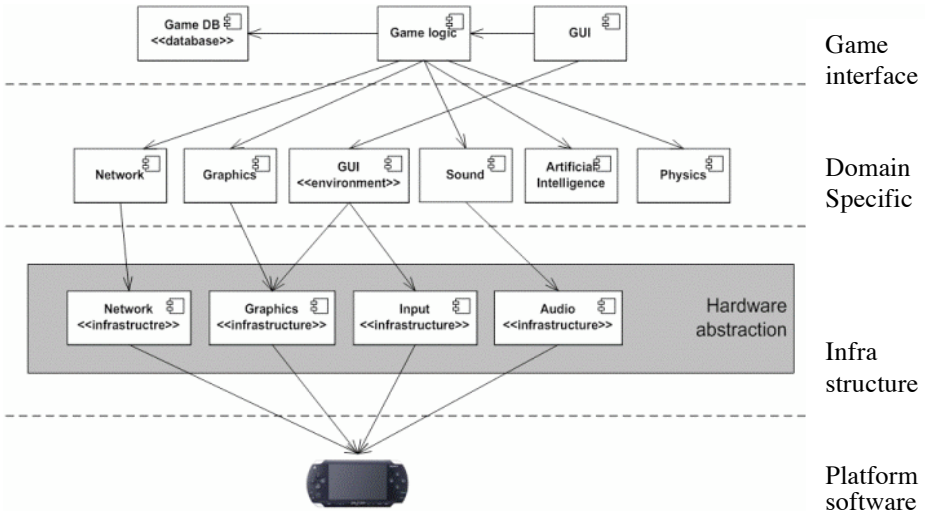 Game DB
<<database>>
Game logic
GUI
Game
interface
Network
Graphics
GUI
<<environment>>
Sound
Artificial
Intelligence
Physics
Domain
Specific
Network
<<infrastructre>>
Graphics
<<infrastructure>>
Input
<<infrastructure>>
Audio
<<infrastructure>>
Hardware
abstraction
Infra
structure
Platform
software